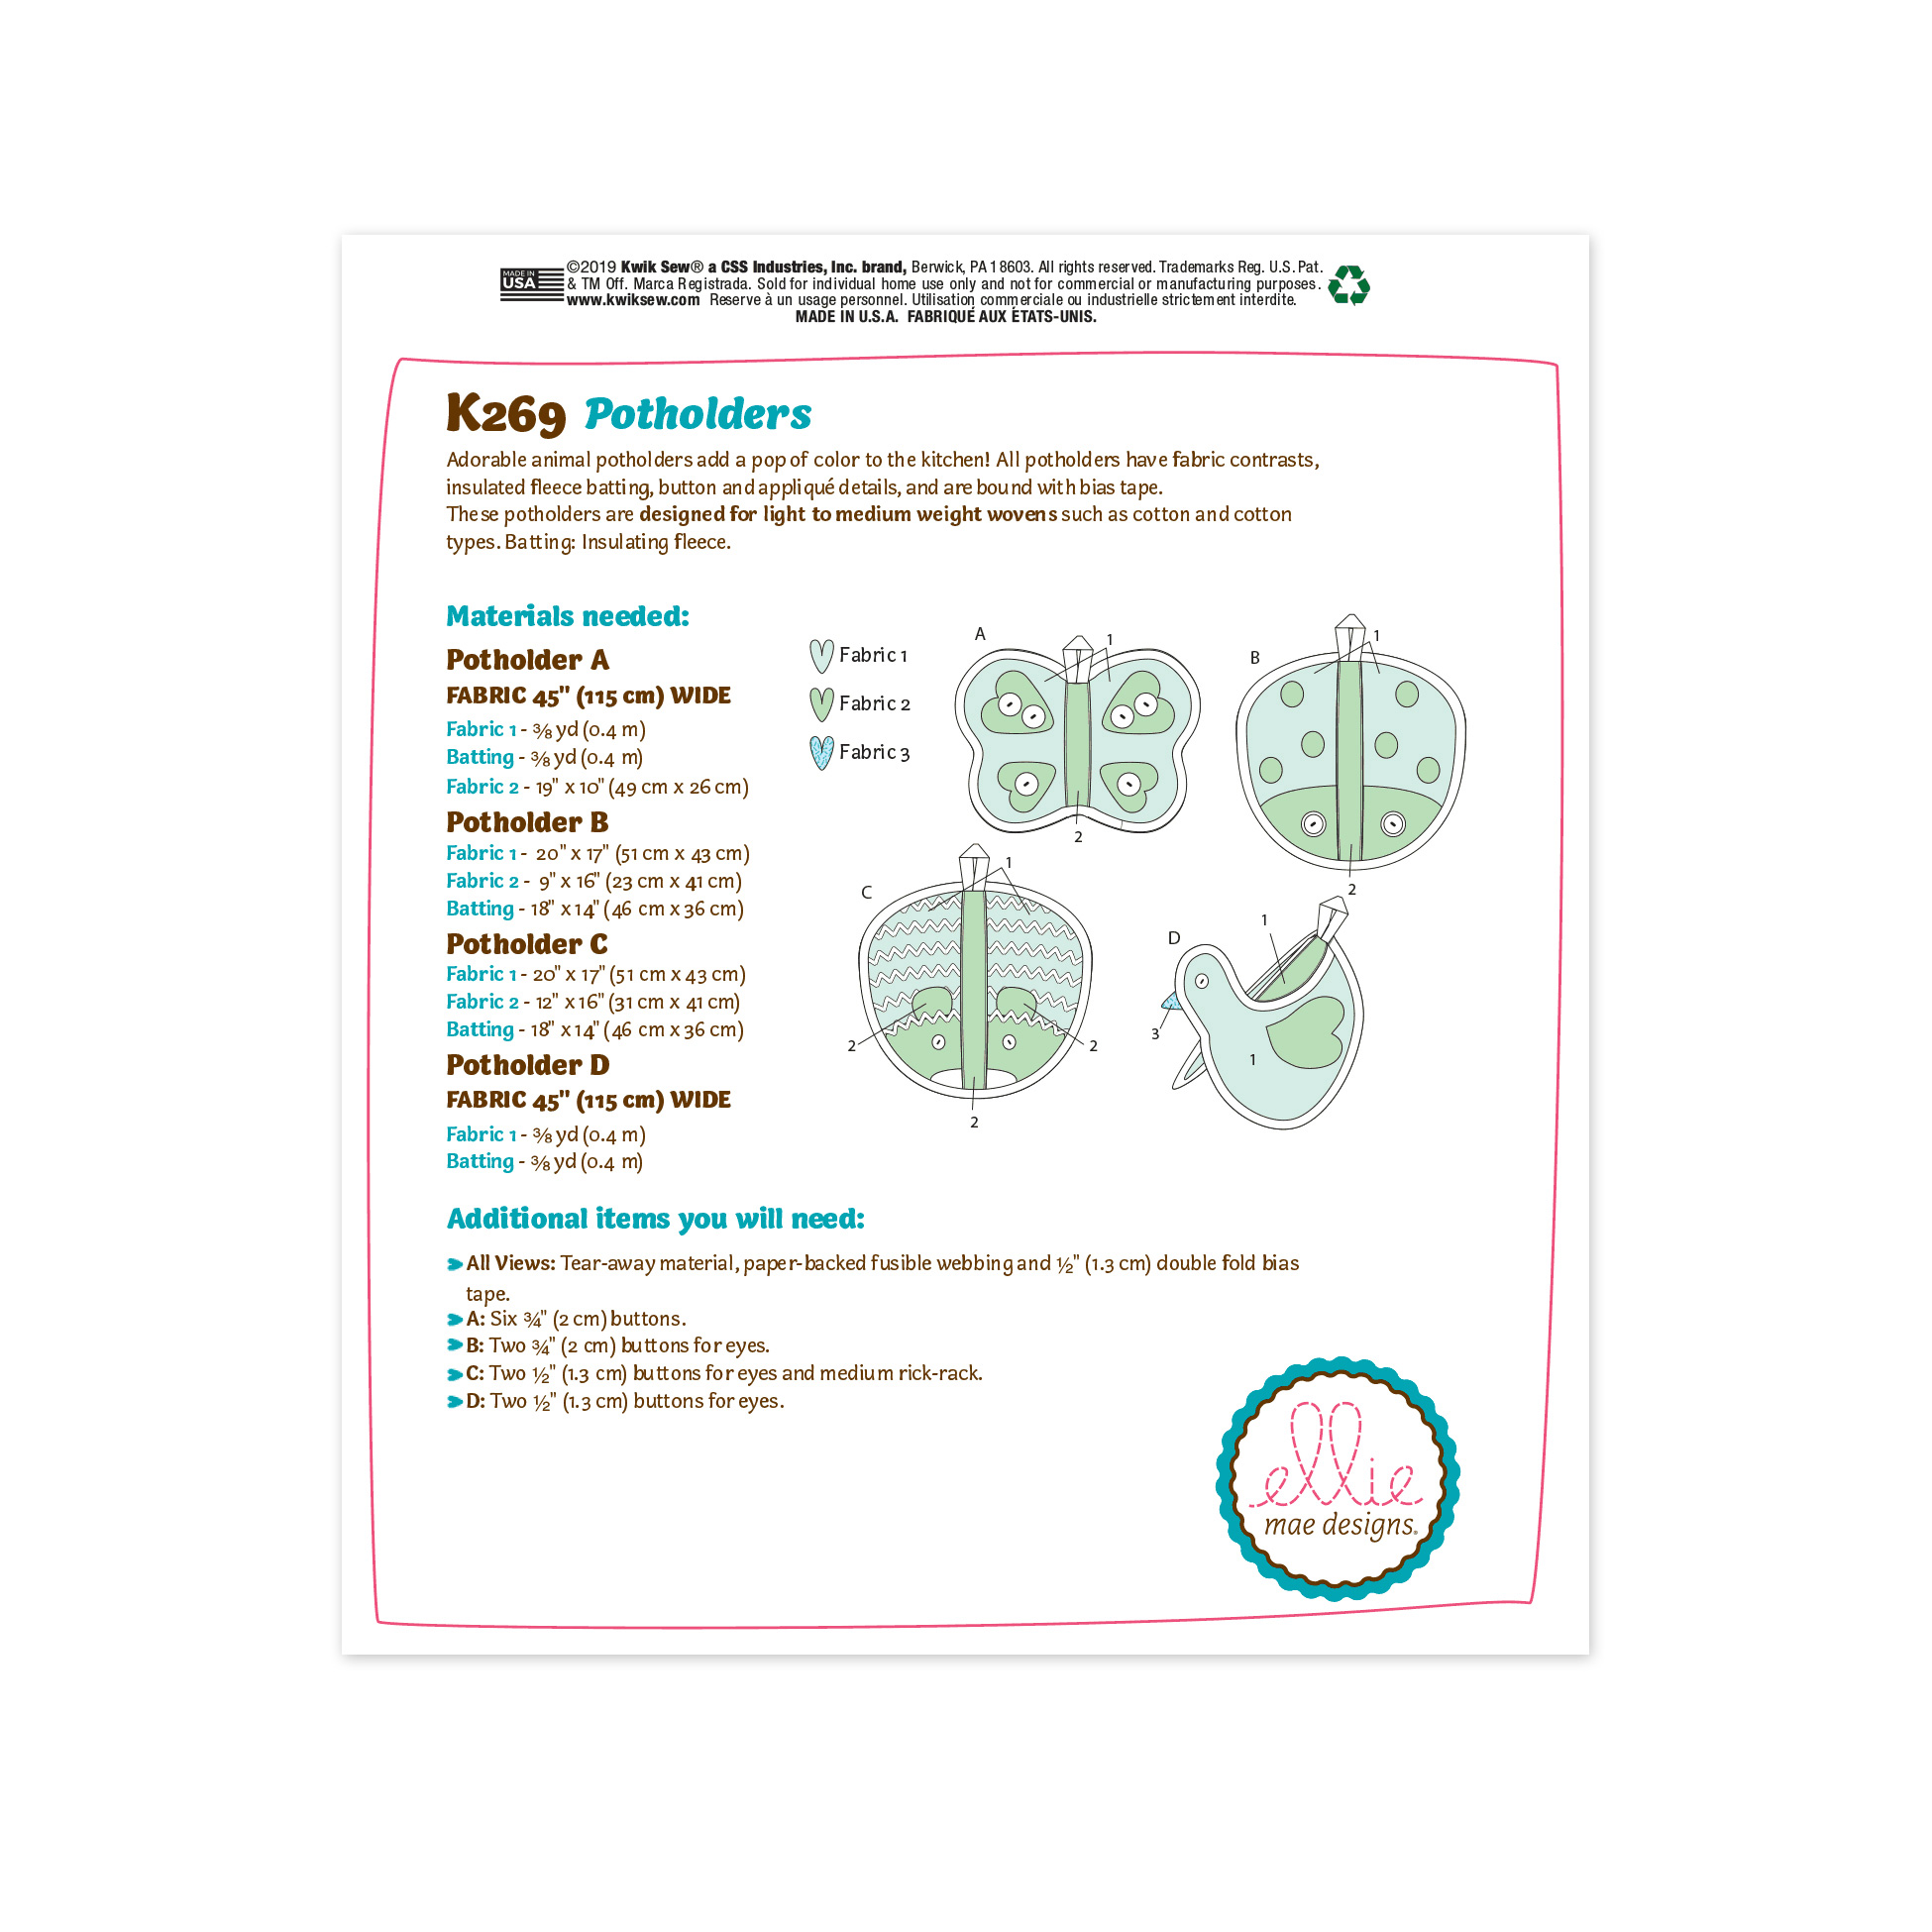 MADE IN
USA
©2019 Kwik Sew® a CSS Industries, Inc. brand, Berwick, PA 18603. All rights reserved. Trademarks Reg. U.S. Pat.
& TM Off. Marca Registrada. Sold for individual home use only and not for commercial or manufacturing purposes.
www.kwiksew.com Reserve à un usage personnel. Utilisation commerciale ou industrielle strictement interdite.
MADE IN U.S.A. FABRIQUÉ AUX ÉTATS-UNIS.
K269 Potholders
Adorable animal potholders add a pop of color to the kitchen! All potholders have fabric contrasts,
insulated fleece batting, button and appliqué details, and are bound with bias tape.
These potholders are designed for light to medium weight wovens such as cotton and cotton
types. Batting: Insulating fleece.
Materials needed:
Potholder A
FABRIC 45" (115 cm) WIDE
Fabric 1 - ⅜ yd (0.4 m)
Batting - ⅜ yd (0.4 m)
Fabric 2 - 19" x 10" (49 cm x 26 cm)
Potholder B
Fabric 1 - 20" x 17" (51 cm x 43 cm)
Fabric 2 - 9" x 16" (23 cm x 41 cm)
Batting - 18" x 14" (46 cm x 36 cm)
Potholder C
Fabric 1 - 20" x 17" (51 cm x 43 cm)
Fabric 2 - 12" x 16" (31 cm x 41 cm)
Batting - 18" x 14" (46 cm x 36 cm)
Potholder D
FABRIC 45" (115 cm) WIDE
Fabric 1 - ⅜ yd (0.4 m)
Batting - ⅜ yd (0.4 m)
Fabric 1
Fabric 2
Fabric 3
A
1
2
B
1
2
C
1
2
2
2
D
1
3
1
Additional items you will need:
All Views: Tear-away material, paper-backed fusible webbing and ½" (1.3 cm) double fold bias
tape.
A: Six ¾" (2 cm) buttons.
B: Two ¾" (2 cm) buttons for eyes.
C: Two ½" (1.3 cm) buttons for eyes and medium rick-rack.
D: Two ½" (1.3 cm) buttons for eyes.
ellie
mae designs®